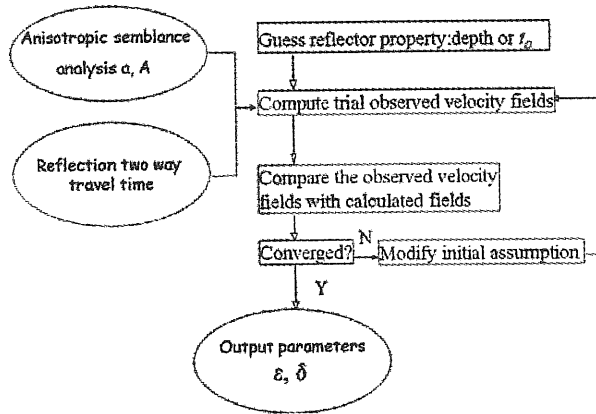 Anisotropic semblance
analysis a, A
Guess reflector property:depth or t₀
Compute trial observed velocity fields
Reflection two way
travel time
Compare the observed velocity
fields with calculated fields
Converged?
N
Modify initial assumption
Y
Output parameters
ε, δ̂